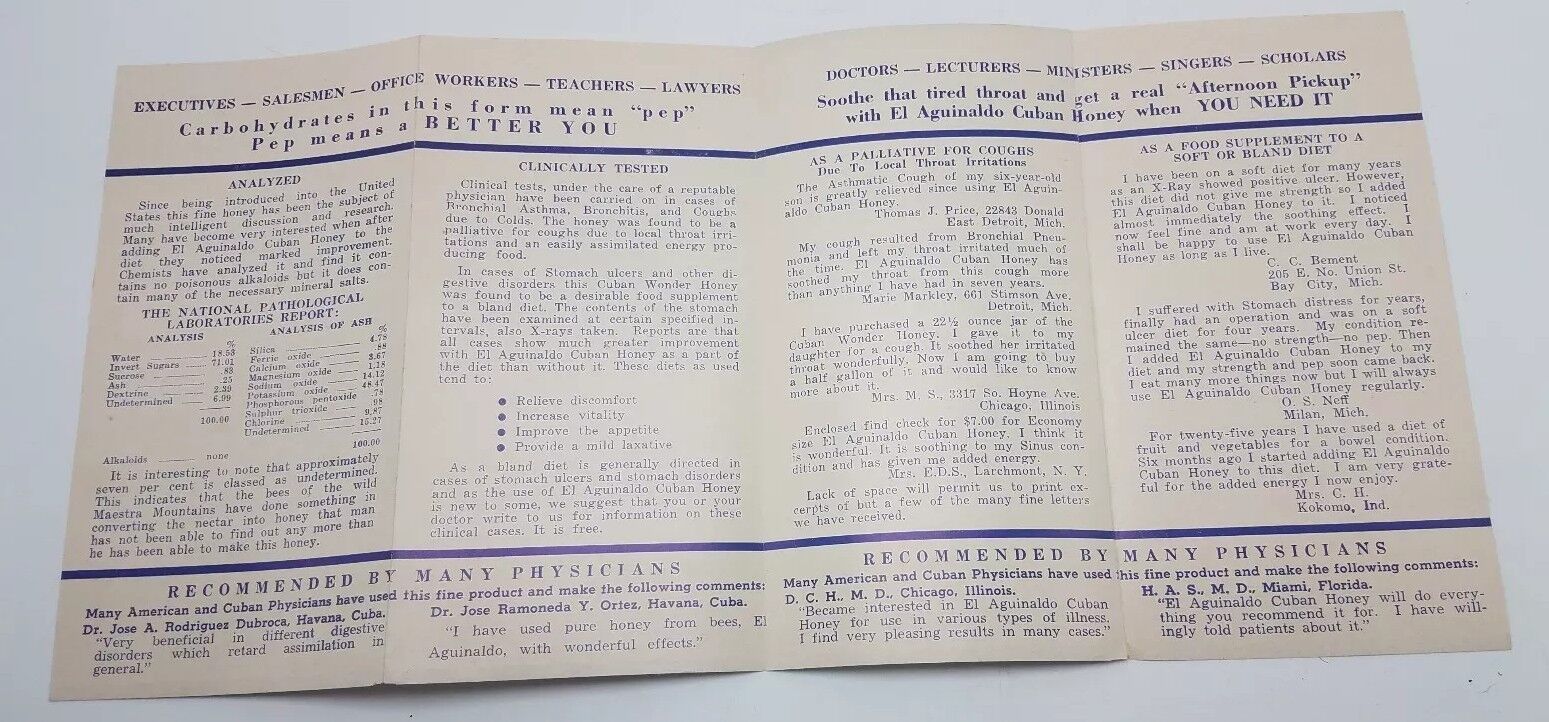 EXECUTIVES — SALESMEN — OFFICE WORKERS — TEACHERS — LAWYERS
Carbohydrates in this form mean "pep"
Pep means a BETTER YOU
ANALYZED
Since being introduced into the United
States this fine honey has been the subject of
much intelligent discussion and research.
Many have become very interested when after
adding El Aguinaldo Cuban Honey to the
diet they noticed marked improvement.
Chemists have analyzed it and find it con-
tains no poisonous alkaloids but it does con-
tain many of the necessary mineral salts.
THE NATIONAL PATHOLOGICAL
LABORATORIES REPORT:
ANALYSIS
%
Water 18.53
Invert Sugars 71.01
Sucrose .83
Ash .25
Dextrine 2.39
Undetermined 6.99
100.00
ANALYSIS OF ASH
%
Silica 4.78
Ferric oxide .88
Calcium oxide 3.67
Magnesium oxide 1.18
Sodium oxide 14.12
Potassium oxide 48.47
Phosphorous pentoxide .78
Sulphur trioxide .98
Chlorine 9.87
Undetermined 15.27
100.00
Alkaloids none
It is interesting to note that approximately
seven per cent is classed as undetermined.
This indicates that the bees of the wild
Maestra Mountains have done something in
converting the nectar into honey that man
has not been able to find out any more than
he has been able to make this honey.
CLINICALLY TESTED
Clinical tests, under the care of a reputable
physician have been carried on in cases of
Bronchial Asthma, Bronchitis, and Coughs
due to Colds. The honey was found to be a
palliative for coughs due to local throat irri-
tations and an easily assimilated energy pro-
ducing food.
In cases of Stomach ulcers and other di-
gestive disorders this Cuban Wonder Honey
was found to be a desirable food supplement
to a bland diet. The contents of the stomach
have been examined at certain specified in-
tervals, also X-rays taken. Reports are that
all cases show much greater improvement
with El Aguinaldo Cuban Honey as a part of
the diet than without it. These diets as used
tend to:
● Relieve discomfort
● Increase vitality
● Improve the appetite
● Provide a mild laxative
As a bland diet is generally directed in
cases of stomach ulcers and stomach disorders
and as the use of El Aguinaldo Cuban Honey
is new to some, we suggest that you or your
doctor write to us for information on these
clinical cases. It is free.
RECOMMENDED BY MANY PHYSICIANS
Many American and Cuban Physicians have used this fine product and make the following comments:
Dr. Jose A. Rodriguez Dubroca, Havana, Cuba.
"Very beneficial in different digestive
disorders which retard assimilation in
general."
Dr. Jose Ramoneda Y. Ortez, Havana, Cuba.
"I have used pure honey from bees, El
Aguinaldo, with wonderful effects."
DOCTORS — LECTURERS — MINISTERS — SINGERS — SCHOLARS
Soothe that tired throat and get a real "Afternoon Pickup"
with El Aguinaldo Cuban Honey when YOU NEED IT
AS A PALLIATIVE FOR COUGHS
Due To Local Throat Irritations
The Asthmatic Cough of my six-year-old
son is greatly relieved since using El Aguin-
aldo Cuban Honey.
Thomas J. Price, 22843 Donald
East Detroit, Mich.
My cough resulted from Bronchial Pneu-
monia and left my throat irritated much of
the time. El Aguinaldo Cuban Honey has
soothed my throat from this cough more
than anything I have had in seven years.
Marie Markley, 661 Stimson Ave.
Detroit, Mich.
I have purchased a 22½ ounce jar of the
Cuban Wonder Honey. I gave it to my
daughter for a cough. It soothed her irritated
throat wonderfully. Now I am going to buy
a half gallon of it and would like to know
more about it.
Mrs. M. S., 3317 So. Hoyne Ave.
Chicago, Illinois
Enclosed find check for $7.00 for Economy
size El Aguinaldo Cuban Honey. I think it
is wonderful. It is soothing to my Sinus con-
dition and has given me added energy.
Mrs. E.D.S., Larchmont, N. Y.
Lack of space will permit us to print ex-
cerpts of but a few of the many fine letters
we have received.
AS A FOOD SUPPLEMENT TO A
SOFT OR BLAND DIET
I have been on a soft diet for many years
as an X-Ray showed positive ulcer. However,
this diet did not give me strength so I added
El Aguinaldo Cuban Honey to it. I noticed
almost immediately the soothing effect. I
now feel fine and am at work every day. I
shall be happy to use El Aguinaldo Cuban
Honey as long as I live.
C. C. Bement
205 E. No. Union St.
Bay City, Mich.
I suffered with Stomach distress for years,
finally had an operation and was on a soft
ulcer diet for four years. My condition re-
mained the same—no strength—no pep. Then
I added El Aguinaldo Cuban Honey to my
diet and my strength and pep soon came back.
I eat many more things now but I will always
use El Aguinaldo Cuban Honey regularly.
O. S. Neff
Milan, Mich.
For twenty-five years I have used a diet of
fruit and vegetables for a bowel condition.
Six months ago I started adding El Aguinaldo
Cuban Honey to this diet. I am very grate-
ful for the added energy I now enjoy.
Mrs. C. H.
Kokomo, Ind.
RECOMMENDED BY MANY PHYSICIANS
Many American and Cuban Physicians have used this fine product and make the following comments:
D. C. H., M. D., Chicago, Illinois.
"Became interested in El Aguinaldo Cuban
Honey for use in various types of illness.
I find very pleasing results in many cases."
H. A. S., M. D., Miami, Florida.
"El Aguinaldo Cuban Honey will do every-
thing you recommend it for. I have will-
ingly told patients about it."